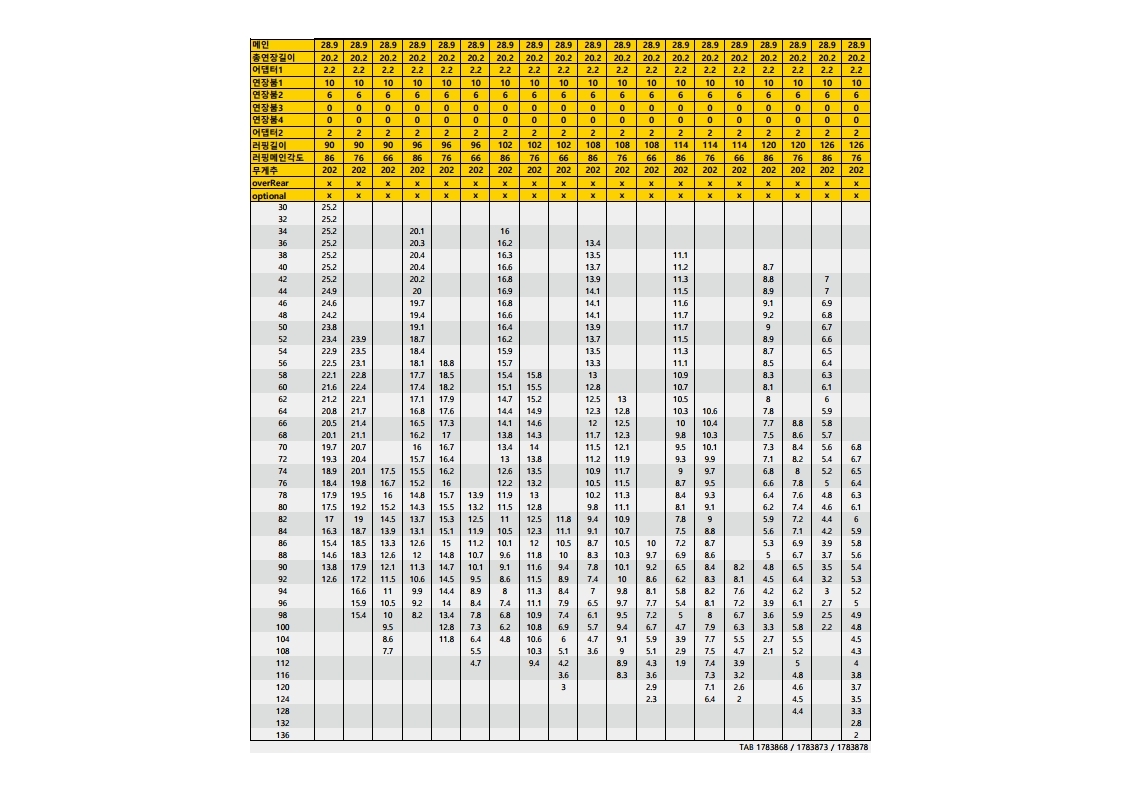 메인 28.9 28.9 28.9 28.9 28.9 28.9 28.9 28.9 28.9 28.9 28.9 28.9 28.9 28.9 28.9 28.9 28.9 28.9 28.9
총연장길이 20.2 20.2 20.2 20.2 20.2 20.2 20.2 20.2 20.2 20.2 20.2 20.2 20.2 20.2 20.2 20.2 20.2 20.2 20.2
어댑터1 2.2 2.2 2.2 2.2 2.2 2.2 2.2 2.2 2.2 2.2 2.2 2.2 2.2 2.2 2.2 2.2 2.2 2.2 2.2
연장붐1 10 10 10 10 10 10 10 10 10 10 10 10 10 10 10 10 10 10 10
연장붐2 6 6 6 6 6 6 6 6 6 6 6 6 6 6 6 6 6 6 6
연장붐3 0 0 0 0 0 0 0 0 0 0 0 0 0 0 0 0 0 0 0
연장붐4 0 0 0 0 0 0 0 0 0 0 0 0 0 0 0 0 0 0 0
어댑터2 2 2 2 2 2 2 2 2 2 2 2 2 2 2 2 2 2 2 2
러핑길이 90 90 90 96 96 96 102 102 102 108 108 108 114 114 114 120 120 126 126
러핑메인각도 86 76 66 86 76 66 86 76 66 86 76 66 86 76 66 86 76 86 76
무게추 202 202 202 202 202 202 202 202 202 202 202 202 202 202 202 202 202 202 202
overRear x x x x x x x x x x x x x x x x x x x
optional x x x x x x x x x x x x x x x x x x x
30 25.2
32 25.2
34 25.2 20.1 16
36 25.2 20.3 16.2 13.4
38 25.2 20.4 16.3 13.5 11.1
40 25.2 20.4 16.6 13.7 11.2 8.7
42 25.2 20.2 16.8 13.9 11.3 8.8 7
44 24.9 20 16.9 14.1 11.5 8.9 7
46 24.6 19.7 16.8 14.1 11.6 9.1 6.9
48 24.2 19.4 16.6 14.1 11.7 9.2 6.8
50 23.8 19.1 16.4 13.9 11.7 9 6.7
52 23.4 23.9 18.7 16.2 13.7 11.5 8.9 6.6
54 22.9 23.5 18.4 15.9 13.5 11.3 8.7 6.5
56 22.5 23.1 18.1 18.8 15.7 13.3 11.1 8.5 6.4
58 22.1 22.8 17.7 18.5 15.4 15.8 13 10.9 8.3 6.3
60 21.6 22.4 17.4 18.2 15.1 15.5 12.8 10.7 8.1 6.1
62 21.2 22.1 17.1 17.9 14.7 15.2 12.5 13 10.5 8 6
64 20.8 21.7 16.8 17.6 14.4 14.9 12.3 12.8 10.3 10.6 7.8 5.9
66 20.5 21.4 16.5 17.3 14.1 14.6 12 12.5 10 10.4 7.7 8.8 5.8
68 20.1 21.1 16.2 17 13.8 14.3 11.7 12.3 9.8 10.3 7.5 8.6 5.7
70 19.7 20.7 16 16.7 13.4 14 11.5 12.1 9.5 10.1 7.3 8.4 5.6 6.8
72 19.3 20.4 15.7 16.4 13 13.8 11.2 11.9 9.3 9.9 7.1 8.2 5.4 6.7
74 18.9 20.1 17.5 15.5 16.2 12.6 13.5 10.9 11.7 9 9.7 6.8 8 5.2 6.5
76 18.4 19.8 16.7 15.2 16 12.2 13.2 10.5 11.5 8.7 9.5 6.6 7.8 5 6.4
78 17.9 19.5 16 14.8 15.7 13.9 11.9 13 10.2 11.3 8.4 9.3 6.4 7.6 4.8 6.3
80 17.5 19.2 15.2 14.3 15.5 13.2 11.5 12.8 9.8 11.1 8.1 9.1 6.2 7.4 4.6 6.1
82 17 19 14.5 13.7 15.3 12.5 11 12.5 11.8 9.4 10.9 7.8 9 5.9 7.2 4.4 6
84 16.3 18.7 13.9 13.1 15.1 11.9 10.5 12.3 11.1 9.1 10.7 7.5 8.8 5.6 7.1 4.2 5.9
86 15.4 18.5 13.3 12.6 15 11.2 10.1 12 10.5 8.7 10.5 10 7.2 8.7 5.3 6.9 3.9 5.8
88 14.6 18.3 12.6 12 14.8 10.7 9.6 11.8 10 8.3 10.3 9.7 6.9 8.6 5 6.7 3.7 5.6
90 13.8 17.9 12.1 11.3 14.7 10.1 9.1 11.6 9.4 7.8 10.1 9.2 6.5 8.4 8.2 4.8 6.5 3.5 5.4
92 12.6 17.2 11.5 10.6 14.5 9.5 8.6 11.5 8.9 7.4 10 8.6 6.2 8.3 8.1 4.5 6.4 3.2 5.3
94 16.6 11 9.9 14.4 8.9 8 11.3 8.4 7 9.8 8.1 5.8 8.2 7.6 4.2 6.2 3 5.2
96 15.9 10.5 9.2 14 8.4 7.4 11.1 7.9 6.5 9.7 7.7 5.4 8.1 7.2 3.9 6.1 2.7 5
98 15.4 10 8.2 13.4 7.8 6.8 10.9 7.4 6.1 9.5 7.2 5 8 6.7 3.6 5.9 2.5 4.9
100 9.5 12.8 7.3 6.2 10.8 6.9 5.7 9.4 6.7 4.7 7.9 6.3 3.3 5.8 2.2 4.8
104 8.6 11.8 6.4 4.8 10.6 6 4.7 9.1 5.9 3.9 7.7 5.5 2.7 5.5 4.5
108 7.7 5.5 10.3 5.1 3.6 9 5.1 2.9 7.5 4.7 2.1 5.2 4.3
112 4.7 9.4 4.2 8.9 4.3 1.9 7.4 3.9 5 4
116 3.6 8.3 3.6 7.3 3.2 4.8 3.8
120 3 2.9 7.1 2.6 4.6 3.7
124 2.3 6.4 2 4.5 3.5
128 4.4 3.3
132 2.8
136 2
TAB 1783868 / 1783873 / 1783878